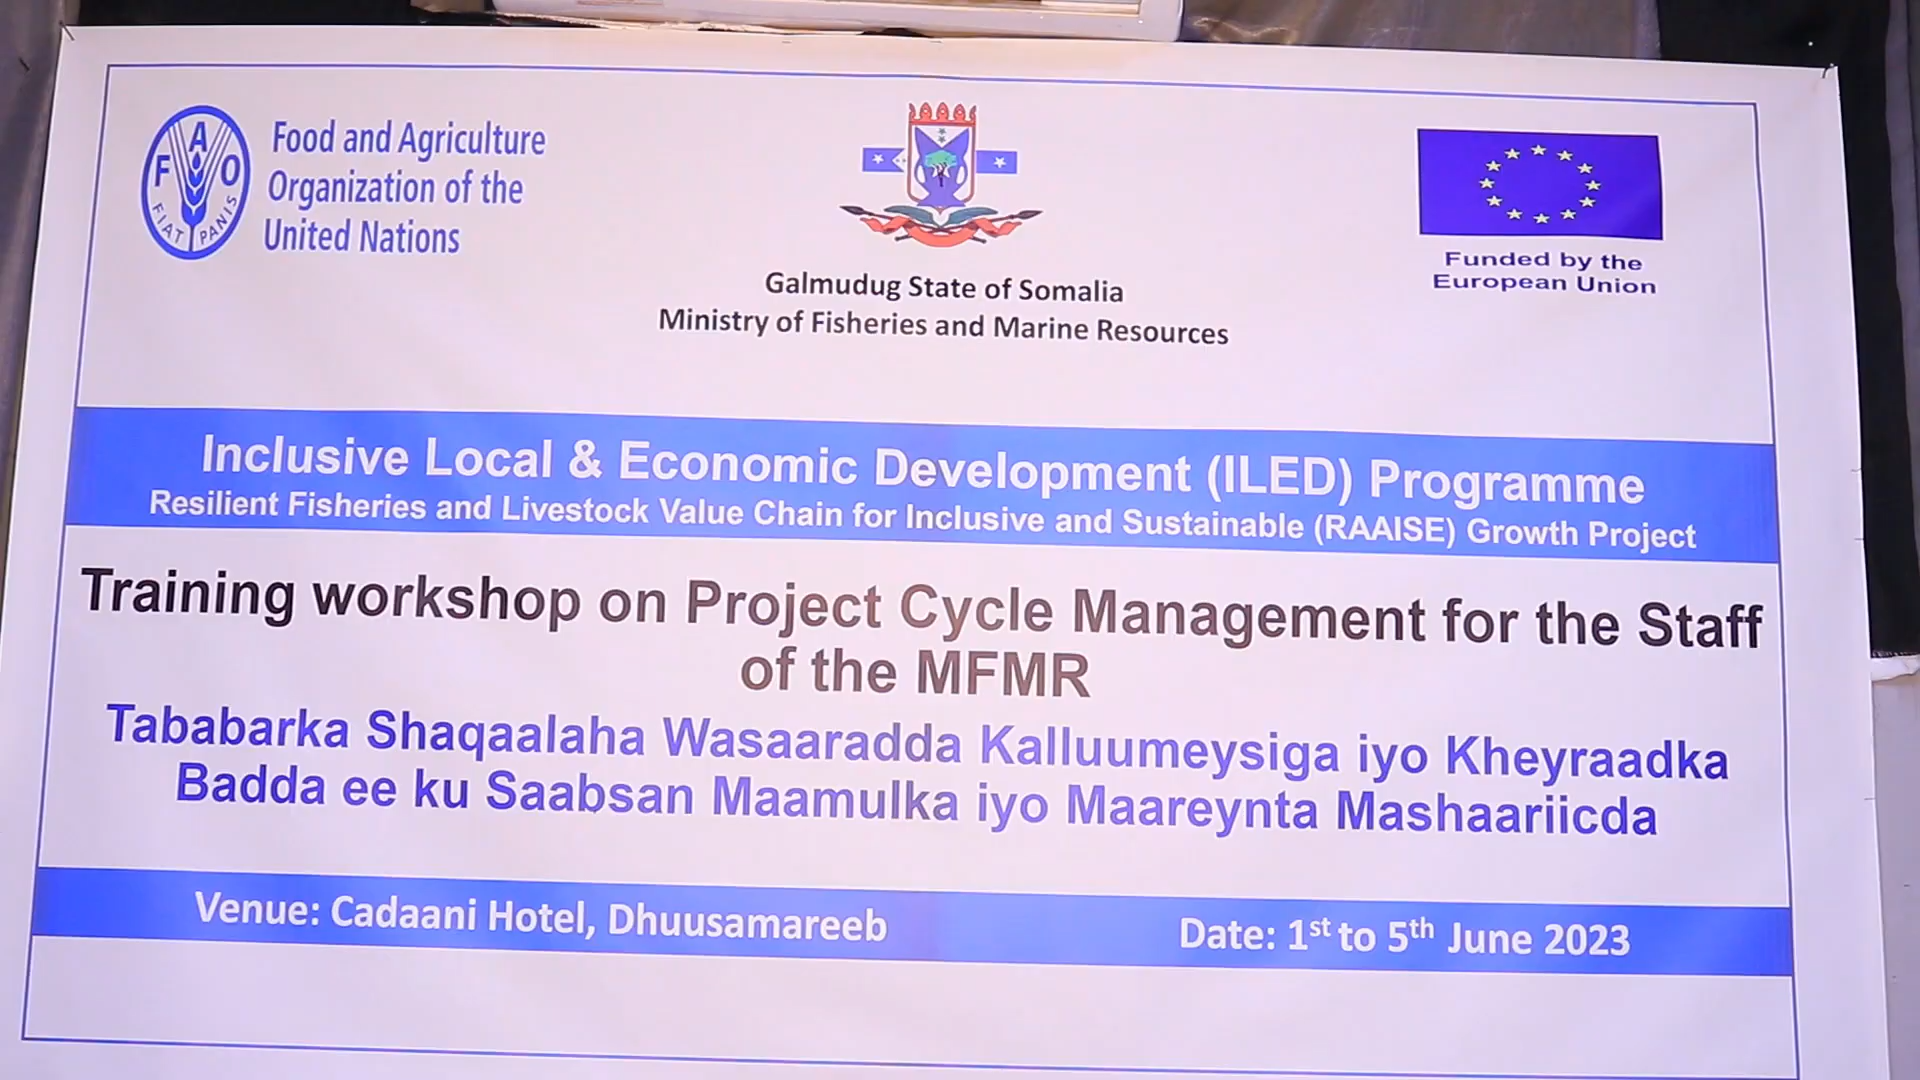 FAO
FIAT PANIS
Food and Agriculture
Organization of the
United Nations
Galmudug State of Somalia
Ministry of Fisheries and Marine Resources
Funded by the
European Union
Inclusive Local & Economic Development (ILED) Programme
Resilient Fisheries and Livestock Value Chain for Inclusive and Sustainable (RAAISE) Growth Project
Training workshop on Project Cycle Management for the Staff
of the MFMR
Tababarka Shaqaalaha Wasaaradda Kalluumeysiga iyo Kheyraadka
Badda ee ku Saabsan Maamulka iyo Maareynta Mashaariicda
Venue: Cadaani Hotel, Dhuusamareeb
Date: 1st to 5th June 2023